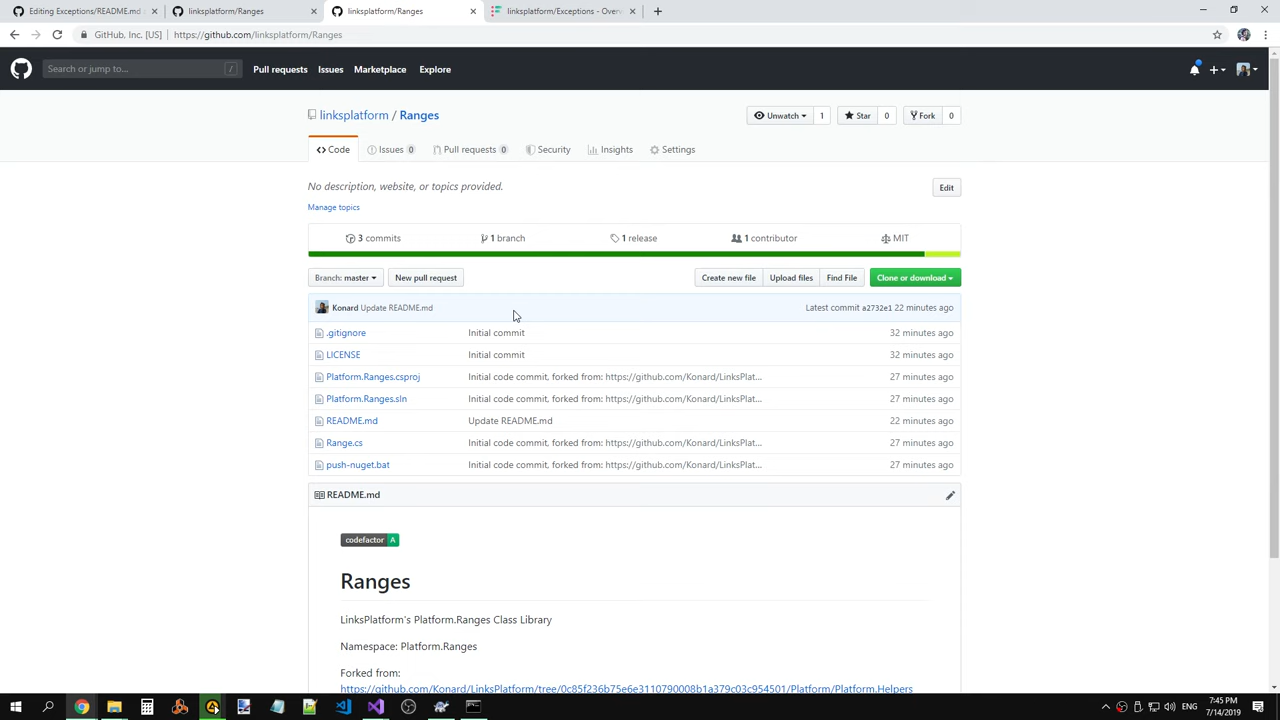 Editing Exceptions/README.md
linksplatform/Ranges
linksplatform/Ranges
linksplatform/Exceptions - Over
GitHub, Inc. [US] | https://github.com/linksplatform/Ranges
Search or jump to... /
Pull requests Issues Marketplace Explore
linksplatform / Ranges
Unwatch 1 Star 0 Fork 0
Code Issues 0 Pull requests 0 Security Insights Settings
No description, website, or topics provided.
Edit
Manage topics
3 commits 1 branch 1 release 1 contributor MIT
Branch: master New pull request Create new file Upload files Find File Clone or download
Konard Update README.md Latest commit a2732e1 22 minutes ago
.gitignore Initial commit 32 minutes ago
LICENSE Initial commit 32 minutes ago
Platform.Ranges.csproj Initial code commit, forked from: https://github.com/Konard/LinksPlat... 27 minutes ago
Platform.Ranges.sln Initial code commit, forked from: https://github.com/Konard/LinksPlat... 27 minutes ago
README.md Update README.md 22 minutes ago
Range.cs Initial code commit, forked from: https://github.com/Konard/LinksPlat... 27 minutes ago
push-nuget.bat Initial code commit, forked from: https://github.com/Konard/LinksPlat... 27 minutes ago
README.md
codefactor A
Ranges
LinksPlatform's Platform.Ranges Class Library
Namespace: Platform.Ranges
Forked from:
https://github.com/Konard/LinksPlatform/tree/0c85f236b75e6e3110790008b1a379c03c954501/Platform/Platform.Helpers
ENG
7:45 PM
7/14/2019